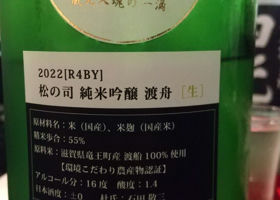 2022[R4BY]
松の司 純米吟醸 渡舟 [生]
原材料名：米（国産）、米麹（国産米）
精米歩合：55%
原料米：滋賀県竜王町産 渡船 100% 使用
【環境こだわり農産物認証】
アルコール分：16度 酸度：1.4
日本酒度：±0 杜氏：石田 敬三